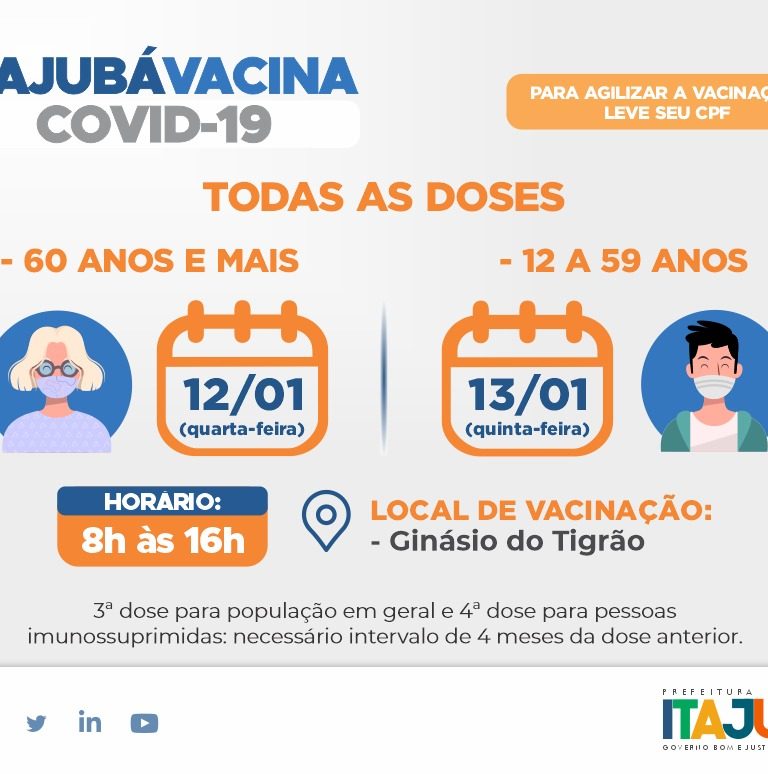 AJUBÁVACINA
COVID-19
PARA AGILIZAR A VACINAÇ
LEVE SEU CPF
TODAS AS DOSES
- 60 ANOS E MAIS
- 12 A 59 ANOS
12/01
(quarta-feira)
13/01
(quinta-feira)
HORÁRIO:
8h às 16h
LOCAL DE VACINAÇÃO:
- Ginásio do Tigrão
3ª dose para população em geral e 4ª dose para pessoas
imunossuprimidas: necessário intervalo de 4 meses da dose anterior.
in
PREFEITURA
ITAJU
GOVERNO BOM E JUST